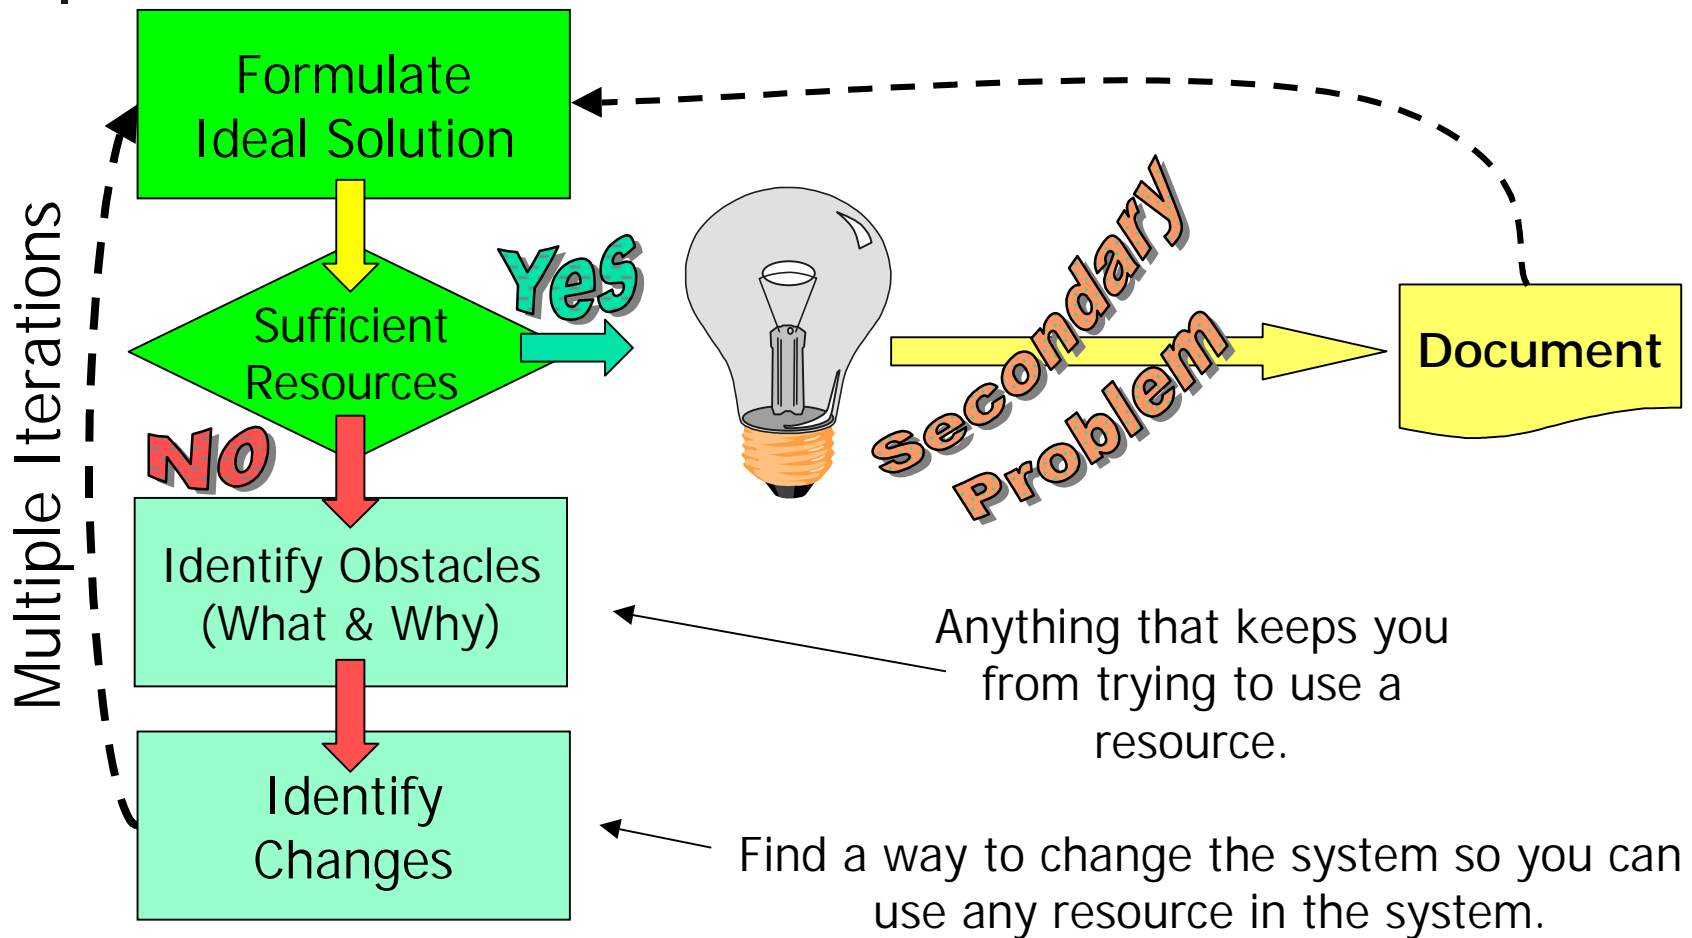 Formulate
Ideal Solution
Multiple Iterations
Yes
Sufficient
Resources
Secondary
Problem
Document
NO
Identify Obstacles
(What & Why)
Anything that keeps you
from trying to use a
resource.
Identify
Changes
Find a way to change the system so you can
use any resource in the system.